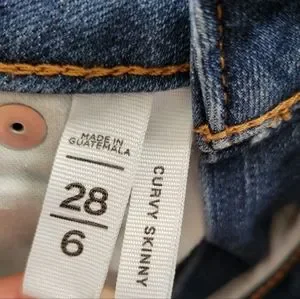 MADE IN
GUATEMALA
28
6
CURVY SKINNY